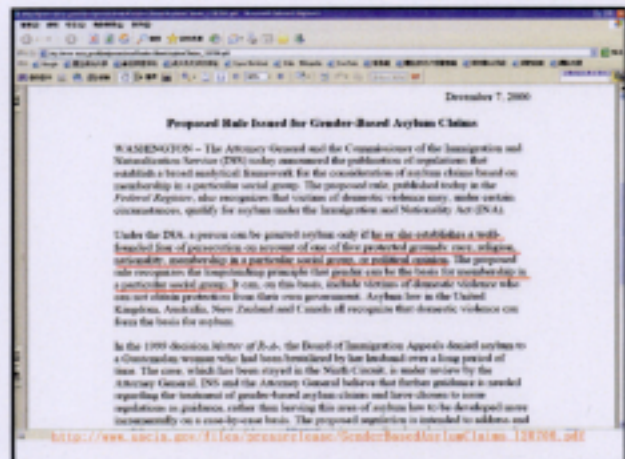 December 7, 2000
Proposed Rule Issued for Gender-Based Asylum Claims
WASHINGTON – The Attorney General and the Commissioner of the Immigration and
Naturalization Service (INS) today announced the publication of regulations that
establish a broad analytical framework for the consideration of asylum claims based on
membership in a particular social group. The proposed rule, published today in the
Federal Register, also recognizes that victims of domestic violence may, under certain
circumstances, qualify for asylum under the Immigration and Nationality Act (INA).
Under the INA, a person can be granted asylum only if he or she establishes a well-
founded fear of persecution on account of one of five protected grounds: race, religion,
nationality, membership in a particular social group, or political opinion. The proposed
rule recognizes the longstanding principle that gender can be the basis for membership in
a particular social group. It can, on this basis, include victims of domestic violence who
can not obtain protection from their own government. Asylum law in the United
Kingdom, Australia, New Zealand and Canada all recognize that domestic violence can
form the basis for asylum.
In the 1999 decision Matter of R-A-, the Board of Immigration Appeals denied asylum to
a Guatemalan woman who had been brutalized by her husband over a long period of
time. The case, which has been stayed in the Ninth Circuit, is under review by the
Attorney General. INS and the Attorney General believe that further guidance is needed
regarding the treatment of gender-based asylum claims and have chosen to issue
regulations as guidance, rather than leaving this area of asylum law to be developed more
incrementally on a case-by-case basis. The proposed regulation is intended to address and
http://www.uscis.gov/files/pressrelease/GenderBasedAsylumClaims_120700.pdf